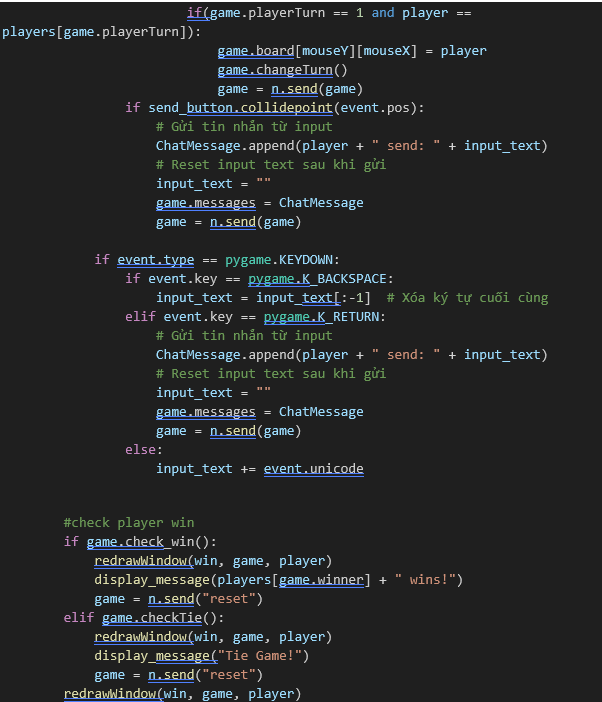 if(game.playerTurn == 1 and player ==
players[game.playerTurn]):
game.board[mouseY][mouseX] = player
game.changeTurn()
game = n.send(game)
if send_button.collidepoint(event.pos):
# Gửi tin nhắn từ input
ChatMessage.append(player + " send: " + input_text)
# Reset input text sau khi gửi
input_text = ""
game.messages = ChatMessage
game = n.send(game)
if event.type == pygame.KEYDOWN:
if event.key == pygame.K_BACKSPACE:
input_text = input_text[:-1]  # Xóa ký tự cuối cùng
elif event.key == pygame.K_RETURN:
# Gửi tin nhắn từ input
ChatMessage.append(player + " send: " + input_text)
# Reset input text sau khi gửi
input_text = ""
game.messages = ChatMessage
game = n.send(game)
else:
input_text += event.unicode
#check player win
if game.check_win():
redrawWindow(win, game, player)
display_message(players[game.winner] + " wins!")
game = n.send("reset")
elif game.checkTie():
redrawWindow(win, game, player)
display_message("Tie Game!")
game = n.send("reset")
redrawWindow(win, game, player)